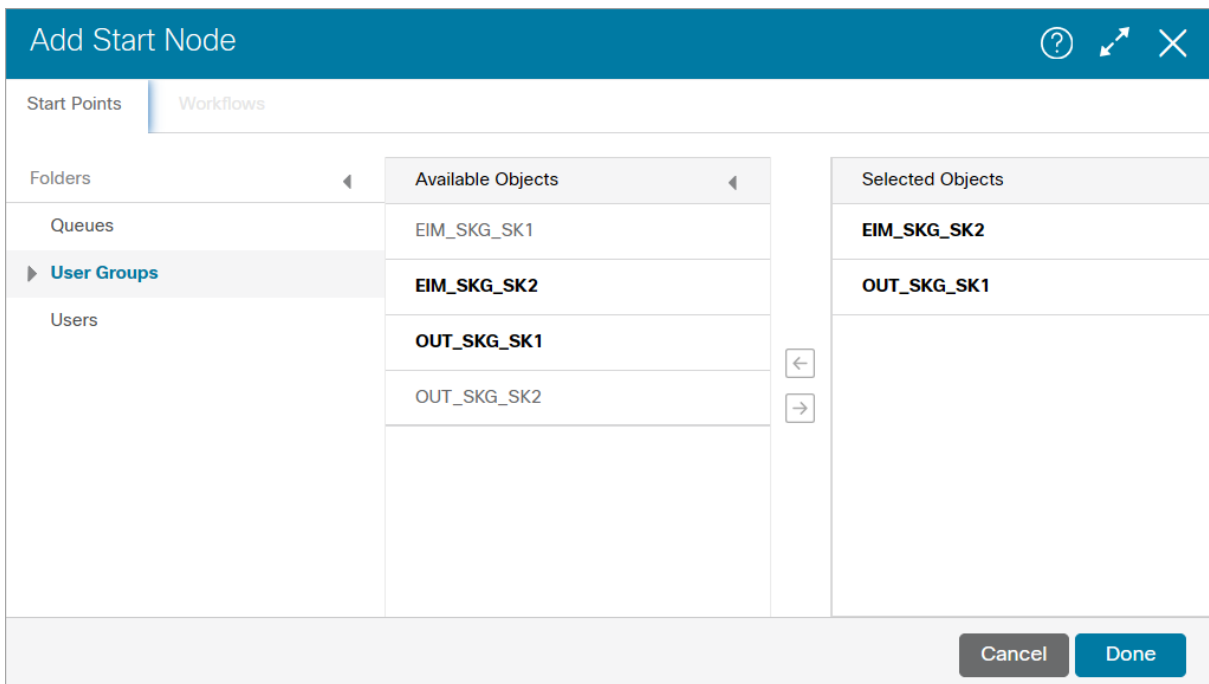 Add Start Node
Start Points
Workflows
Folders
Queues
User Groups
Users
Available Objects
EIM_SKG_SK1
EIM_SKG_SK2
OUT_SKG_SK1
OUT_SKG_SK2
Selected Objects
EIM_SKG_SK2
OUT_SKG_SK1
Cancel
Done